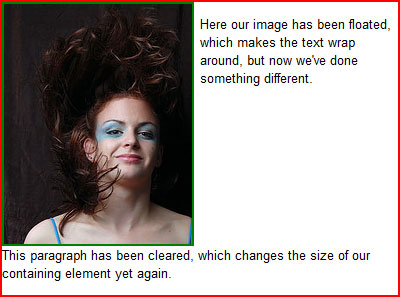 Here our image has been floated,
which makes the text wrap
around, but now we've done
something different.
This paragraph has been cleared, which changes the size of our
containing element yet again.